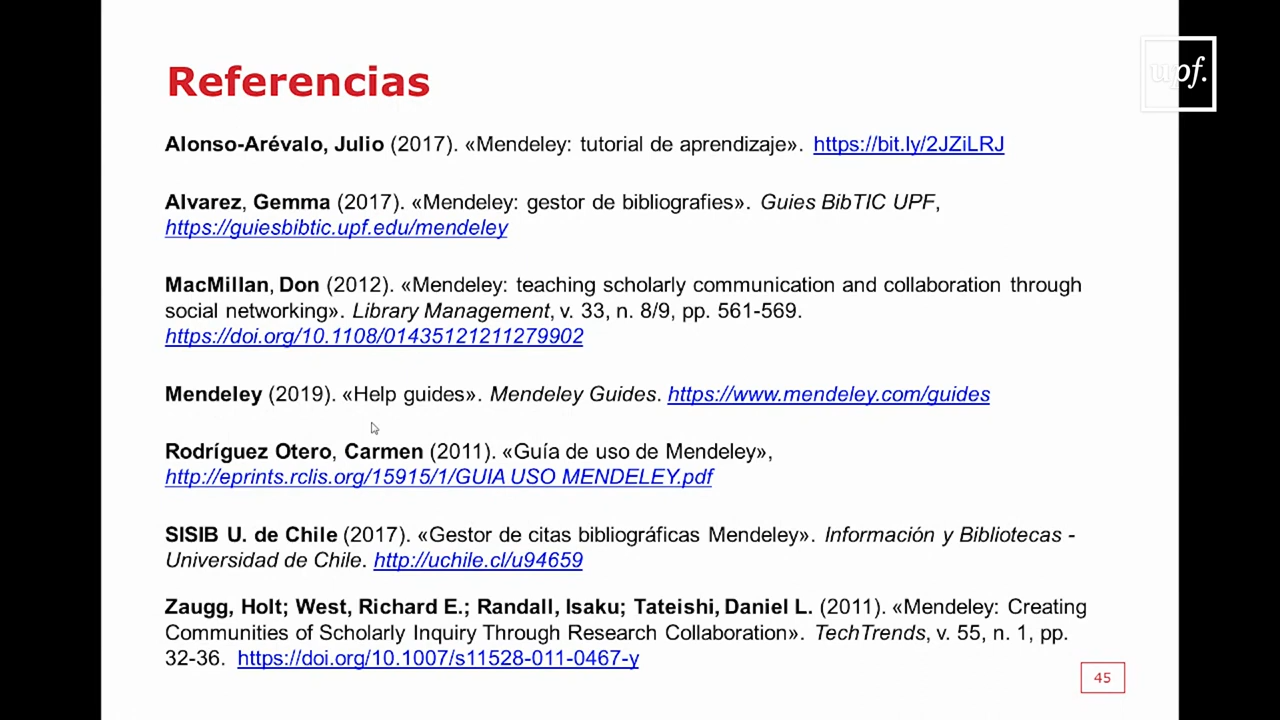 upf.
Referencias
Alonso-Arévalo, Julio (2017). «Mendeley: tutorial de aprendizaje». https://bit.ly/2JZiLRJ
Alvarez, Gemma (2017). «Mendeley: gestor de bibliografies». Guies BibTIC UPF,
https://guiesbibtic.upf.edu/mendeley
MacMillan, Don (2012). «Mendeley: teaching scholarly communication and collaboration through
social networking». Library Management, v. 33, n. 8/9, pp. 561-569.
https://doi.org/10.1108/01435121211279902
Mendeley (2019). «Help guides». Mendeley Guides. https://www.mendeley.com/guides
Rodríguez Otero, Carmen (2011). «Guía de uso de Mendeley»,
http://eprints.rclis.org/15915/1/GUIA USO MENDELEY.pdf
SISIB U. de Chile (2017). «Gestor de citas bibliográficas Mendeley». Información y Bibliotecas -
Universidad de Chile. http://uchile.cl/u94659
Zaugg, Holt; West, Richard E.; Randall, Isaku; Tateishi, Daniel L. (2011). «Mendeley: Creating
Communities of Scholarly Inquiry Through Research Collaboration». TechTrends, v. 55, n. 1, pp.
32-36. https://doi.org/10.1007/s11528-011-0467-y
45